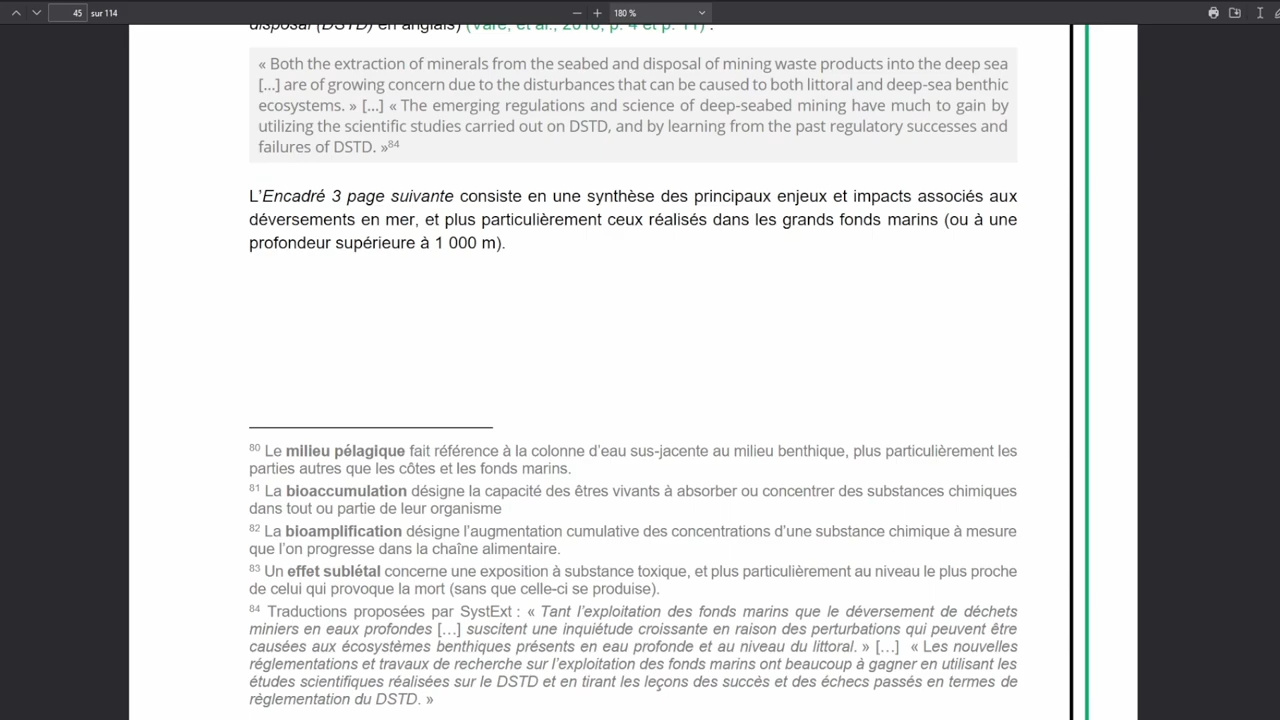 45 sur 114
180 %
disposal (DSTD) en anglais) (Vare, et al., 2018, p. 4 et p. 11) :
« Both the extraction of minerals from the seabed and disposal of mining waste products into the deep sea
[...] are of growing concern due to the disturbances that can be caused to both littoral and deep-sea benthic
ecosystems. » [...] « The emerging regulations and science of deep-seabed mining have much to gain by
utilizing the scientific studies carried out on DSTD, and by learning from the past regulatory successes and
failures of DSTD. »84
L’Encadré 3 page suivante consiste en une synthèse des principaux enjeux et impacts associés aux
déversements en mer, et plus particulièrement ceux réalisés dans les grands fonds marins (ou à une
profondeur supérieure à 1 000 m).
80 Le milieu pélagique fait référence à la colonne d’eau sus-jacente au milieu benthique, plus particulièrement les
parties autres que les côtes et les fonds marins.
81 La bioaccumulation désigne la capacité des êtres vivants à absorber ou concentrer des substances chimiques
dans tout ou partie de leur organisme
82 La bioamplification désigne l’augmentation cumulative des concentrations d’une substance chimique à mesure
que l’on progresse dans la chaîne alimentaire.
83 Un effet sublétal concerne une exposition à substance toxique, et plus particulièrement au niveau le plus proche
de celui qui provoque la mort (sans que celle-ci se produise).
84 Traductions proposées par SystExt : « Tant l’exploitation des fonds marins que le déversement de déchets
miniers en eaux profondes […] suscitent une inquiétude croissante en raison des perturbations qui peuvent être
causées aux écosystèmes benthiques présents en eau profonde et au niveau du littoral. » […] « Les nouvelles
réglementations et travaux de recherche sur l’exploitation des fonds marins ont beaucoup à gagner en utilisant les
études scientifiques réalisées sur le DSTD et en tirant les leçons des succès et des échecs passés en termes de
règlementation du DSTD. »